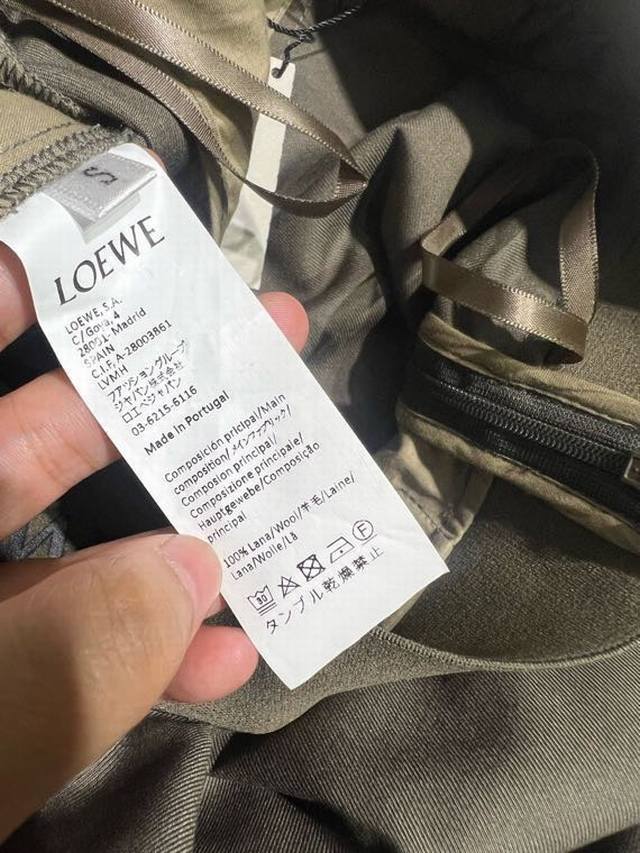 S
LOEWE
LOEWE, S.A.
C/Goya, 4
28001-Madrid
SPAIN
C.I.F.A-28003861
LVMH
ファッショングループ
ジャパン株式会社
ロエベジャパン
03-6215-6116
Made in Portugal
Composición principal/Main
composition/メインファブリック/
Composion principal/
Composizione principale/
Hauptgewebe/Composição
principal
100% Lana/Wool/羊毛/Laine/
Lana/Wolle/Lã
30
F
タンブル乾燥禁止